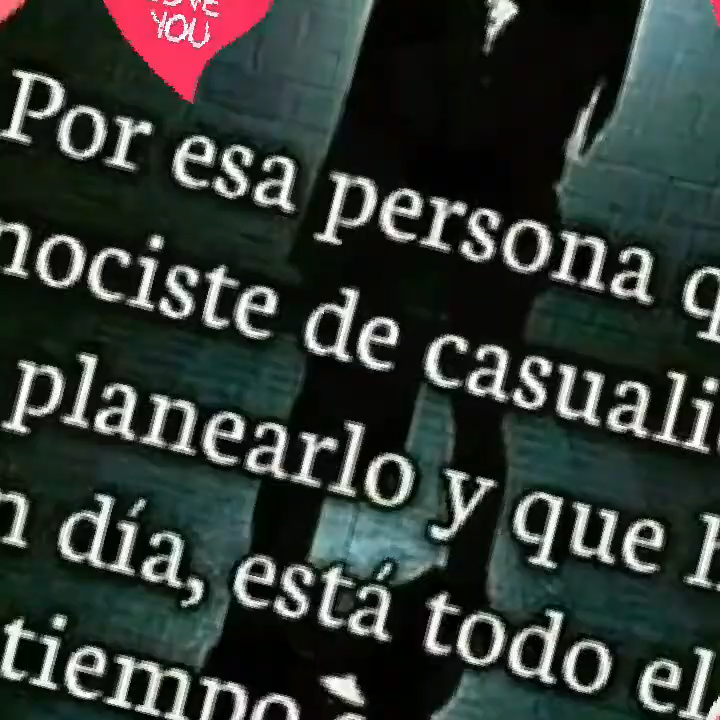 LOVE
YOU
Por esa persona q
nociste de casuali
planearlo y que h
n día, está todo el
tiempo